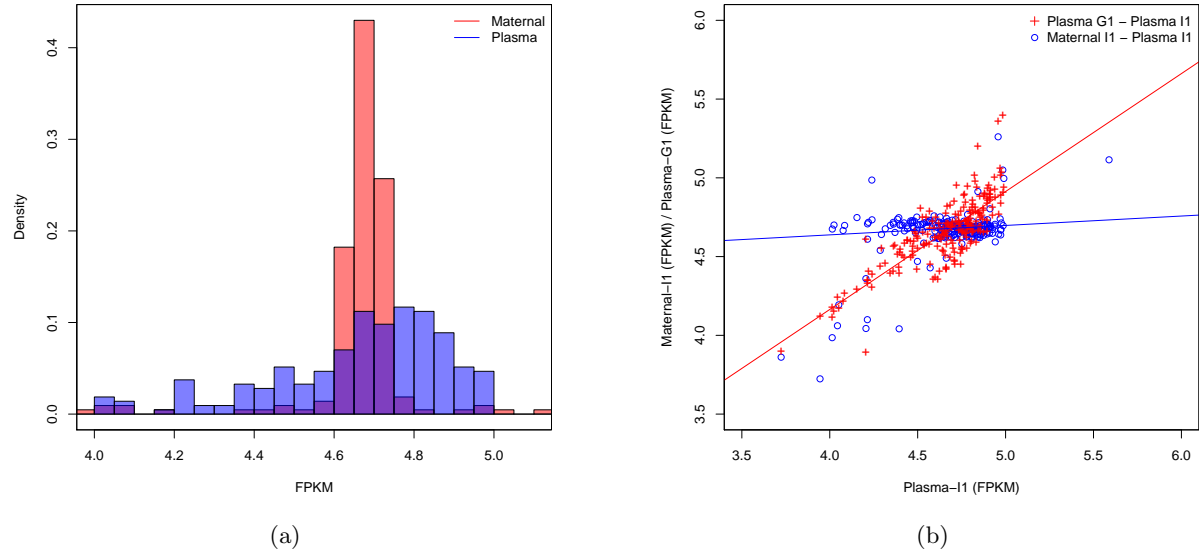 Maternal
Plasma
Density
0.0
0.1
0.2
0.3
0.4
4.0
4.2
4.4
4.6
4.8
5.0
FPKM
(a)
Plasma G1 − Plasma I1
Maternal I1 − Plasma I1
Maternal−I1 (FPKM) / Plasma−G1 (FPKM)
3.5
4.0
4.5
5.0
5.5
6.0
3.5
4.0
4.5
5.0
5.5
6.0
Plasma−I1 (FPKM)
(b)